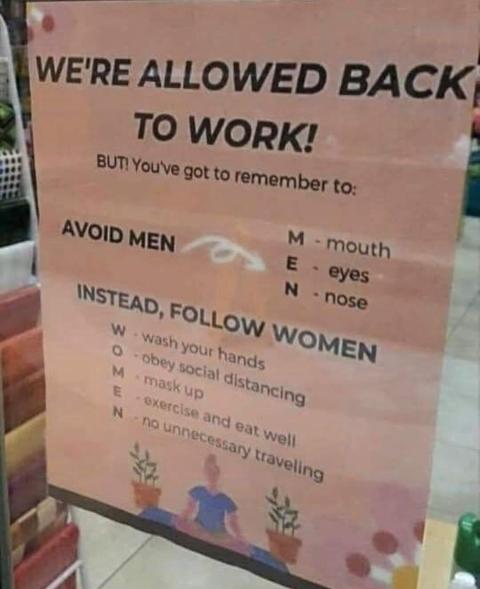 WE'RE ALLOWED BACK
TO WORK!
BUT! You've got to remember to:
AVOID MEN
M - mouth
E - eyes
N - nose
INSTEAD, FOLLOW WOMEN
W - wash your hands
O - obey social distancing
M - mask up
E - exercise and eat well
N - no unnecessary traveling